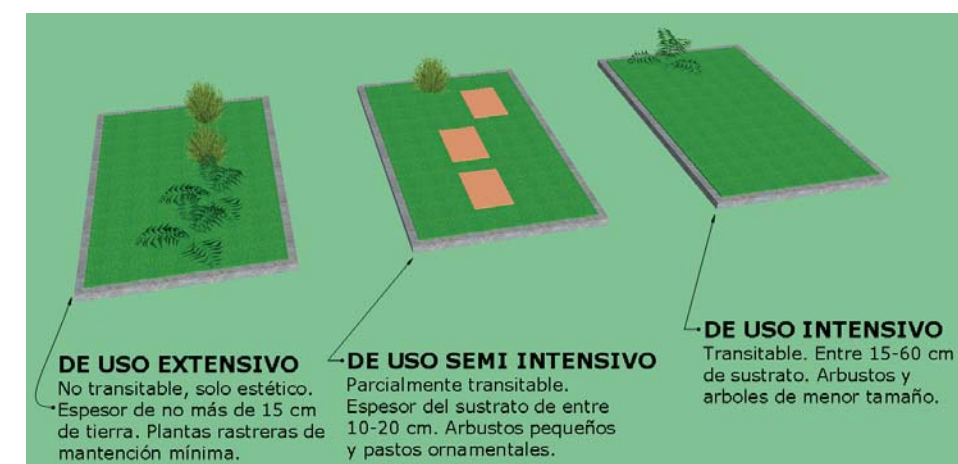 DE USO EXTENSIVO
No transitable, solo estético.
Espesor de no más de 15 cm
de tierra. Plantas rastreras de
mantención mínima.
DE USO SEMI INTENSIVO
Parcialmente transitable.
Espesor del sustrato de entre
10-20 cm. Arbustos pequeños
y pastos ornamentales.
DE USO INTENSIVO
Transitable. Entre 15-60 cm
de sustrato. Arbustos y
arboles de menor tamaño.